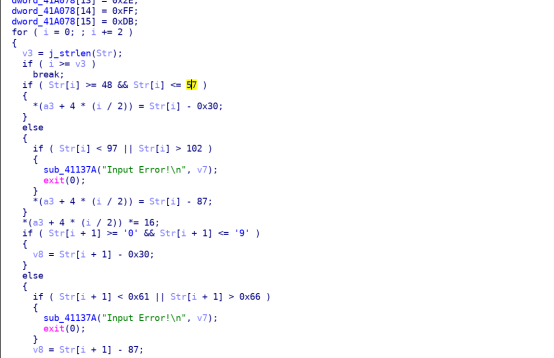 dword_41A078[13] = 0x2E;
dword_41A078[14] = 0xFF;
dword_41A078[15] = 0xDB;
for ( i = 0; ; i += 2 )
{
v3 = j_strlen(Str);
if ( i >= v3 )
break;
if ( Str[i] >= 48 && Str[i] <= 57 )
{
*(a3 + 4 * (i / 2)) = Str[i] - 0x30;
}
else
{
if ( Str[i] < 97 || Str[i] > 102 )
{
sub_41137A("Input Error!\n", v7);
exit(0);
}
*(a3 + 4 * (i / 2)) = Str[i] - 87;
}
*(a3 + 4 * (i / 2)) *= 16;
if ( Str[i + 1] >= '0' && Str[i + 1] <= '9' )
{
v8 = Str[i + 1] - 0x30;
}
else
{
if ( Str[i + 1] < 0x61 || Str[i + 1] > 0x66 )
{
sub_41137A("Input Error!\n", v7);
exit(0);
}
v8 = Str[i + 1] - 87;